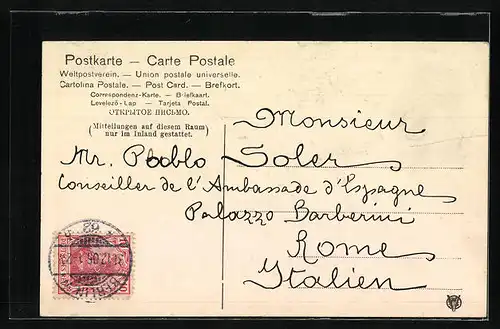 Postkarte — Carte Postale
Weltpostverein. — Union postale universelle.
Cartolina Postale. — Post Card. — Brefkort.
Correspondenz-Karte. — Briefkaart.
Levelező-Lap — Tarjeta Postal.
ОТКРЫТОЕ ПИСЬМО.
(Mitteilungen auf diesem Raum)
nur im Inland gestattet.
Monsieur
Mr. Pablo Soler
Conseiller de l'Ambassade d'Espagne
Palazzo Barberini
Rome
Italien